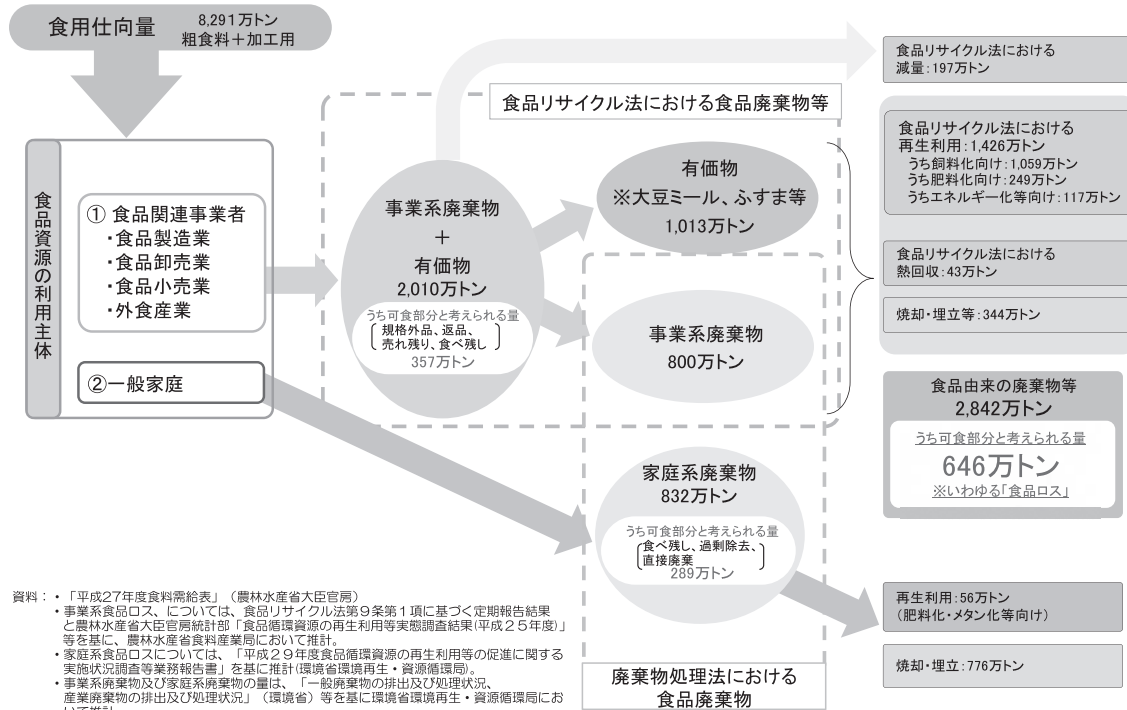 食用仕向量
8,291万トン
粗食料＋加工用
食品資源の利用主体
① 食品関連事業者
・食品製造業
・食品卸売業
・食品小売業
・外食産業
②一般家庭
食品リサイクル法における食品廃棄物等
事業系廃棄物
＋
有価物
2,010万トン
うち可食部分と考えられる量
規格外品、返品、
売れ残り、食べ残し
357万トン
有価物
※大豆ミール、ふすま等
1,013万トン
事業系廃棄物
800万トン
家庭系廃棄物
832万トン
うち可食部分と考えられる量
食べ残し、過剰除去、
直接廃棄
289万トン
廃棄物処理法における
食品廃棄物
食品リサイクル法における
減量：197万トン
食品リサイクル法における
再生利用：1,426万トン
うち飼料化向け：1,059万トン
うち肥料化向け：249万トン
うちエネルギー化等向け：117万トン
食品リサイクル法における
熱回収：43万トン
焼却・埋立等：344万トン
食品由来の廃棄物等
2,842万トン
うち可食部分と考えられる量
646万トン
※いわゆる「食品ロス」
再生利用：56万トン
（肥料化・メタン化等向け）
焼却・埋立：776万トン
資料：・「平成27年度食料需給表」（農林水産省大臣官房）
・事業系食品ロス、については、食品リサイクル法第９条第１項に基づく定期報告結果
と農林水産省大臣官房統計部「食品循環資源の再生利用等実態調査結果(平成２５年度)」
等を基に、農林水産省食料産業局において推計。
・家庭系食品ロスについては、「平成２９年度食品循環資源の再生利用等の促進に関する
実施状況調査等業務報告書」を基に推計(環境省環境再生・資源循環局)。
・事業系廃棄物及び家庭系廃棄物の量は、「一般廃棄物の排出及び処理状況、
産業廃棄物の排出及び処理状況」（環境省）等を基に環境省環境再生・資源循環局にお
いて推計